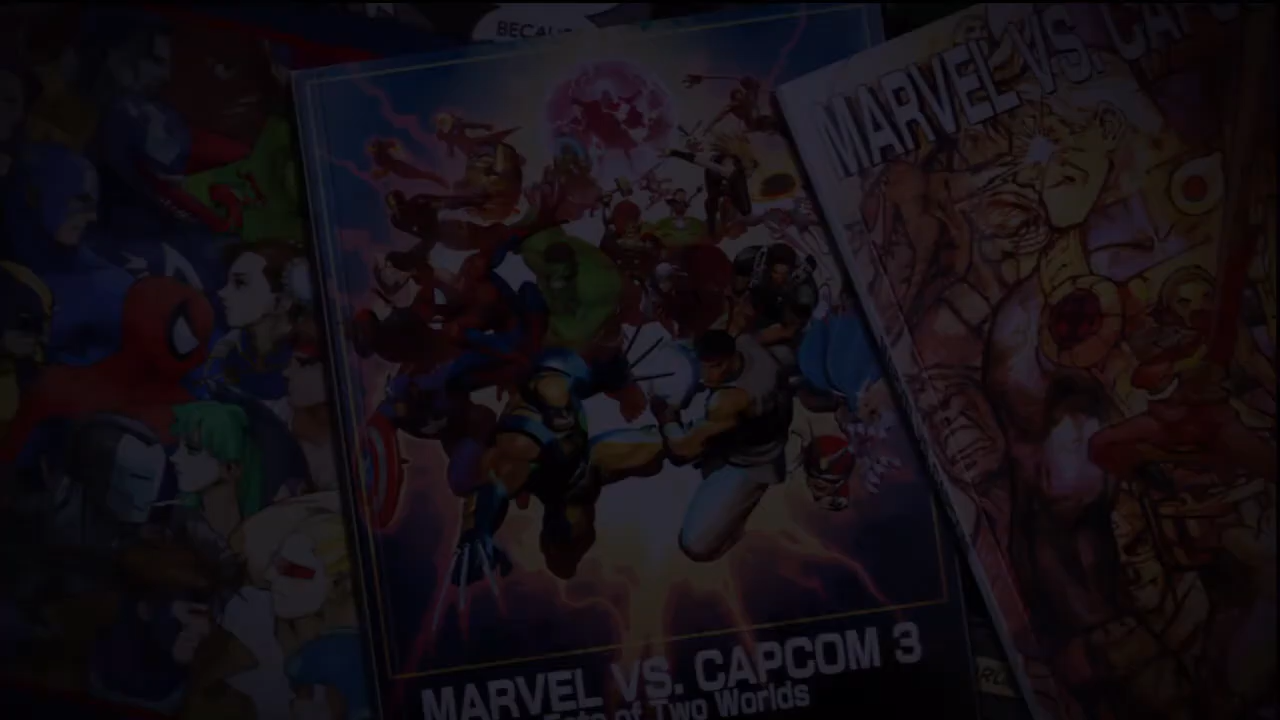 BECAU
MARVEL VS. CAP
MARVEL VS. CAPCOM 3
Fate of Two Worlds